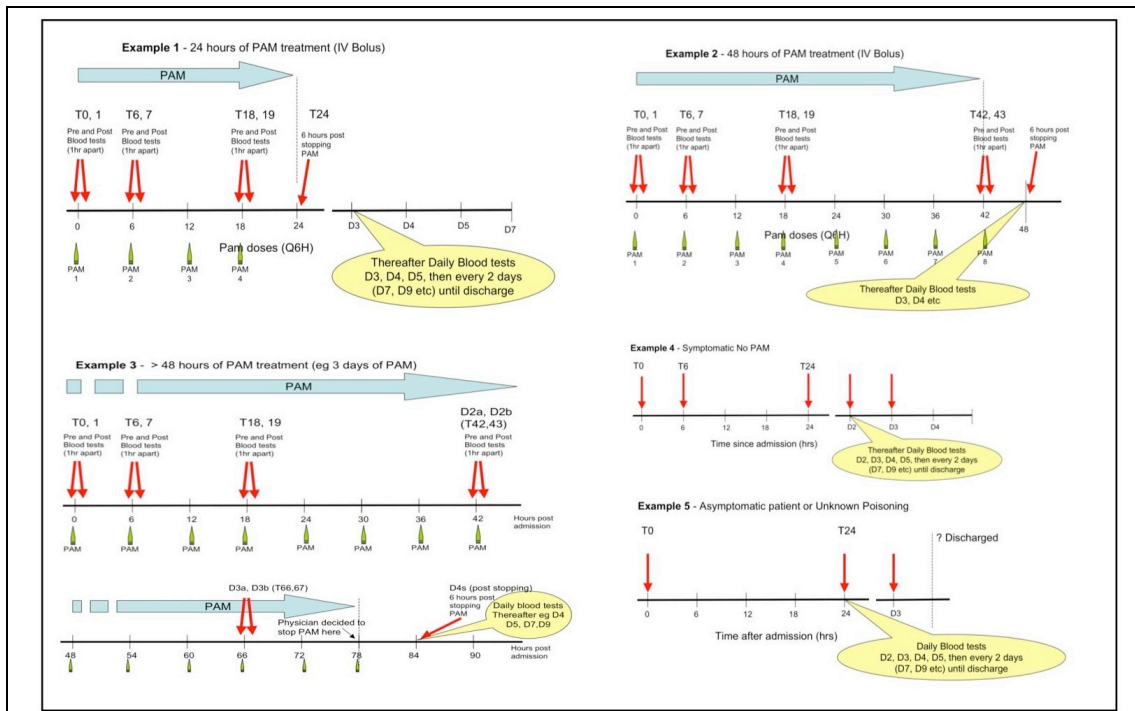 Example 1 - 24 hours of PAM treatment (IV Bolus)
PAM
T0, 1 T6, 7 T18, 19 T24
Pre and Post Blood tests (1hr apart)
Pre and Post Blood tests (1hr apart)
Pre and Post Blood tests (1hr apart)
6 hours post stopping PAM
0 6 12 18 24 D3 D4 D5 D7
Pam doses (Q6H)
PAM 1 PAM 2 PAM 3 PAM 4
Thereafter Daily Blood tests
D3, D4, D5, then every 2 days
(D7, D9 etc) until discharge
Example 2 - 48 hours of PAM treatment (IV Bolus)
PAM
T0, 1 T6, 7 T18, 19 T42, 43
Pre and Post Blood tests (1hr apart)
Pre and Post Blood tests (1hr apart)
Pre and Post Blood tests (1hr apart)
Pre and Post Blood tests (1hr apart)
6 hours post stopping PAM
0 6 12 18 24 30 36 42 48
Pam doses (Q6H)
PAM 1 PAM 2 PAM 3 PAM 4 PAM 5 PAM 6 PAM 7 PAM 8
Thereafter Daily Blood tests
D3, D4 etc
Example 3 - > 48 hours of PAM treatment (eg 3 days of PAM)
PAM
T0, 1 T6, 7 T18, 19 D2a, D2b (T42,43)
Pre and Post Blood tests (1hr apart)
Pre and Post Blood tests (1hr apart)
Pre and Post Blood tests (1hr apart)
Pre and Post Blood tests (1hr apart)
0 6 12 18 24 30 36 42 Hours post admission
PAM PAM PAM PAM PAM PAM PAM PAM
D3a, D3b (T66,67)
PAM
Physician decided to
stop PAM here
D4s (post stopping)
6 hours post
stopping
PAM
Daily blood tests
Thereafter eg D4
D5, D7,D9
48 54 60 66 72 78 84 90 Hours post admission
Example 4 - Symptomatic No PAM
T0 T6 T24
0 6 12 18 24 D2 D3 D4
Time since admission (hrs)
Thereafter Daily Blood tests
D2, D3, D4, D5, then every 2 days
(D7, D9 etc) until discharge
Example 5 - Asymptomatic patient or Unknown Poisoning
T0 T24 ? Discharged
0 6 12 18 24 D3
Time after admission (hrs)
Daily Blood tests
D2, D3, D4, D5, then every 2 days
(D7, D9 etc) until discharge